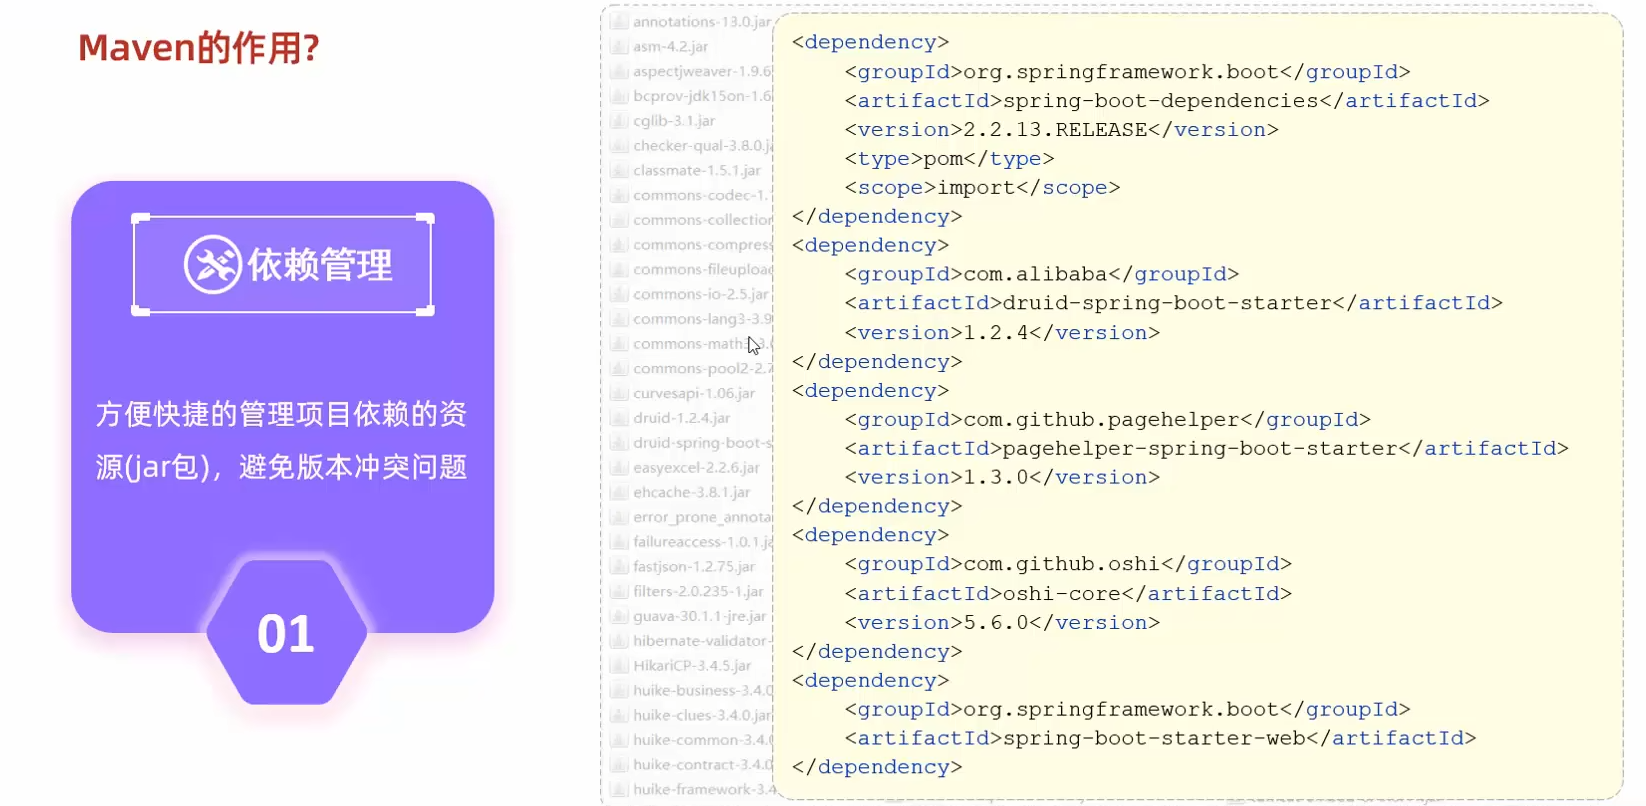 Maven的作用?
依赖管理
方便快捷的管理项目依赖的资
源(jar包)，避免版本冲突问题
01
annotations-13.0.jar
asm-4.2.jar
aspectjweaver-1.9.6
bcprov-jdk15on-1.6
cglib-3.1.jar
checker-qual-3.8.0.ja
classmate-1.5.1.jar
commons-codec-1.
commons-collection
commons-compress
commons-fileupload
commons-io-2.5.jar
commons-lang3-3.9
commons-math3-3.
commons-pool2-2.7
curvesapi-1.06.jar
druid-1.2.4.jar
druid-spring-boot-s
easyexcel-2.2.6.jar
ehcache-3.8.1.jar
error_prone_annota
failureaccess-1.0.1.ja
fastjson-1.2.75.jar
filters-2.0.235-1.jar
guava-30.1.1-jre.jar
hibernate-validator-
HikariCP-3.4.5.jar
huike-business-3.4.0
huike-clues-3.4.0.jar
huike-common-3.4.0
huike-contract-3.4.0
huike-framework-3.4.
<dependency>
<groupId>org.springframework.boot</groupId>
<artifactId>spring-boot-dependencies</artifactId>
<version>2.2.13.RELEASE</version>
<type>pom</type>
<scope>import</scope>
</dependency>
<dependency>
<groupId>com.alibaba</groupId>
<artifactId>druid-spring-boot-starter</artifactId>
<version>1.2.4</version>
</dependency>
<dependency>
<groupId>com.github.pagehelper</groupId>
<artifactId>pagehelper-spring-boot-starter</artifactId>
<version>1.3.0</version>
</dependency>
<dependency>
<groupId>com.github.oshi</groupId>
<artifactId>oshi-core</artifactId>
<version>5.6.0</version>
</dependency>
<dependency>
<groupId>org.springframework.boot</groupId>
<artifactId>spring-boot-starter-web</artifactId>
</dependency>